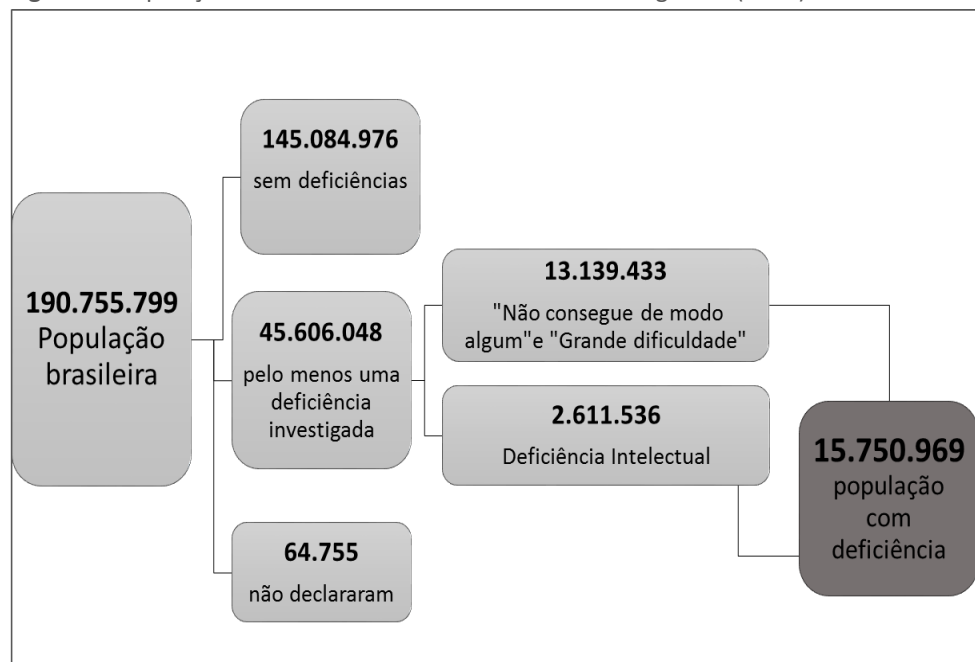 190.755.799
População
brasileira
145.084.976
sem deficiências
45.606.048
pelo menos uma
deficiência
investigada
64.755
não declararam
13.139.433
"Não consegue de modo
algum"e "Grande dificuldade"
2.611.536
Deficiência Intelectual
15.750.969
população
com
deficiência